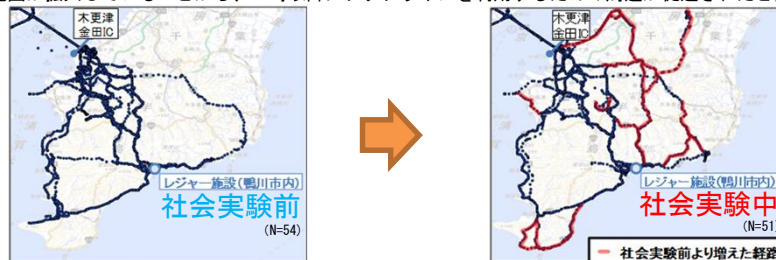 木更津
金田IC
レジャー施設(鴨川市内)
社会実験前
(N=54)
木更津
金田IC
千
葉
レジャー施設(鴨川市内)
社会実験中
(N=51
社会実験前より増えた経路